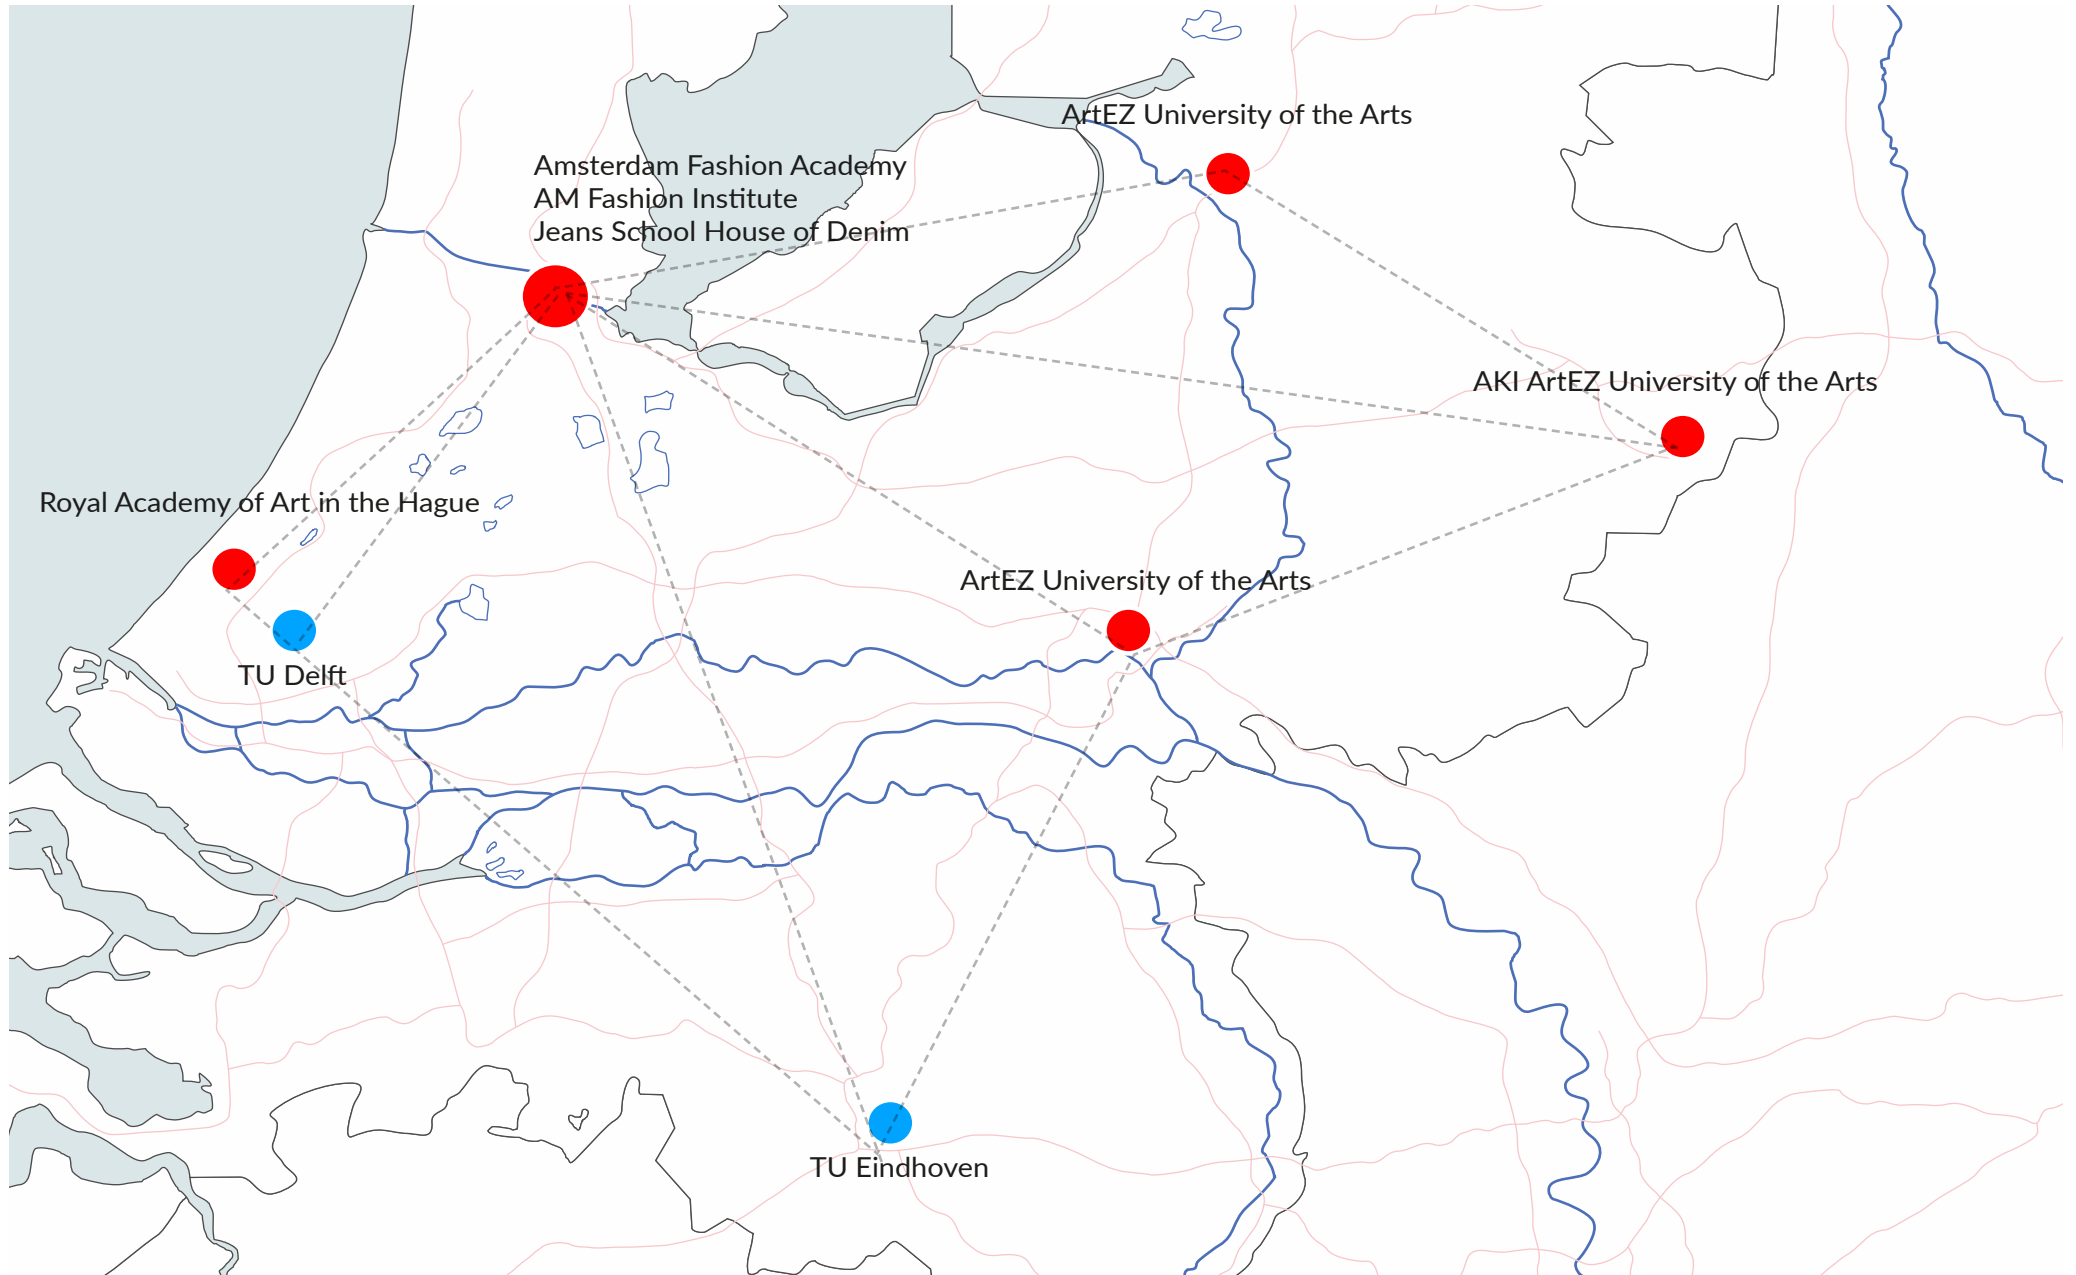 ArtEZ University of the Arts
Amsterdam Fashion Academy
AM Fashion Institute
Jeans School House of Denim
AKI ArtEZ University of the Arts
Royal Academy of Art in the Hague
ArtEZ University of the Arts
TU Delft
TU Eindhoven